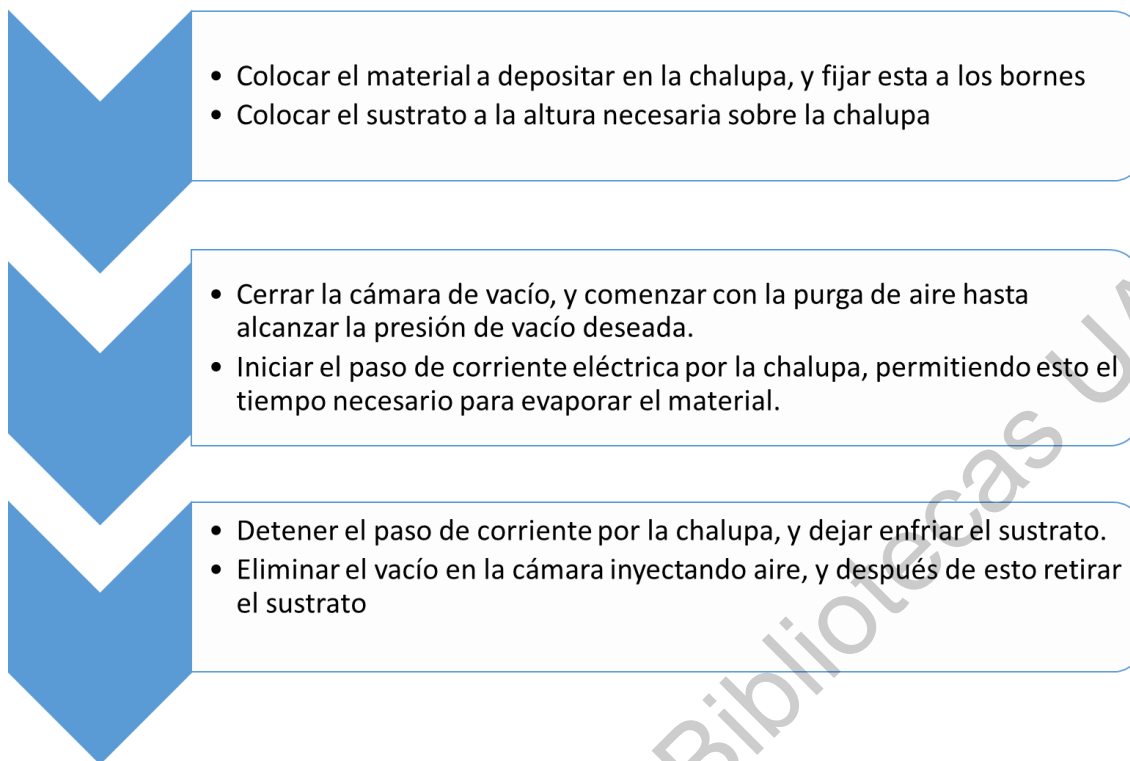 • Colocar el material a depositar en la chalupa, y fijar esta a los bornes
• Colocar el sustrato a la altura necesaria sobre la chalupa
• Cerrar la cámara de vacío, y comenzar con la purga de aire hasta
alcanzar la presión de vacío deseada.
• Iniciar el paso de corriente eléctrica por la chalupa, permitiendo esto el
tiempo necesario para evaporar el material.
• Detener el paso de corriente por la chalupa, y dejar enfriar el sustrato.
• Eliminar el vacío en la cámara inyectando aire, y después de esto retirar
el sustrato
Bibliotecas